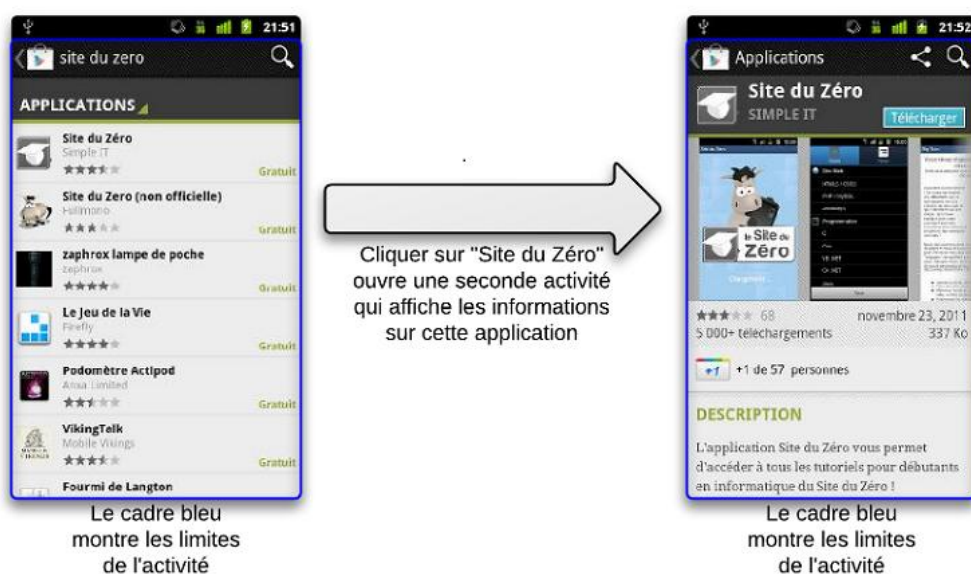 21:51
site du zero
APPLICATIONS
Site du Zéro
Simple IT
Gratuit
Site du Zero (non officielle)
Gratuit
zaphrox lampe de poche
zaphrox
Gratuit
Le Jeu de la Vie
Firefly
Gratuit
Podomètre Actipod
Anxa Limited
Gratuit
VikingTalk
Mobile Vikings
Gratuit
Fourmi de Langton
Le cadre bleu
montre les limites
de l'activité
Cliquer sur "Site du Zéro"
ouvre une seconde activité
qui affiche les informations
sur cette application
21:52
Applications
Site du Zéro
SIMPLE IT
Télécharger
le Site du
Zéro
68
novembre 23, 2011
5 000+ téléchargements
337 Ko
+1
+1 de 57 personnes
DESCRIPTION
L'application Site du Zéro vous permet
d'accéder à tous les tutoriels pour débutants
en informatique du Site du Zéro !
Le cadre bleu
montre les limites
de l'activité